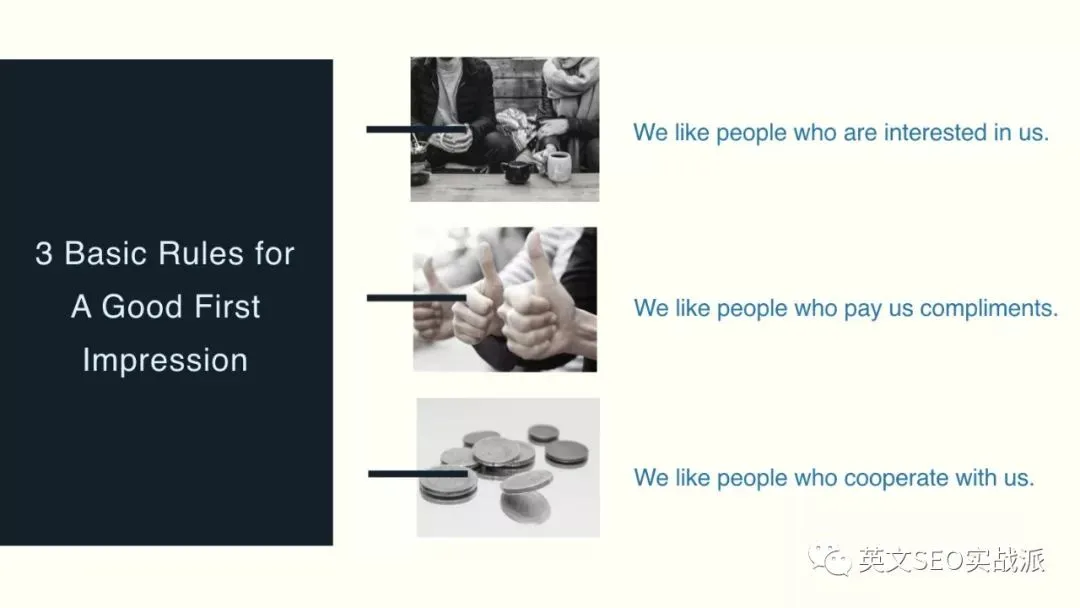 3 Basic Rules for
A Good First
Impression
We like people who are interested in us.
We like people who pay us compliments.
We like people who cooperate with us.
英文SEO实战派